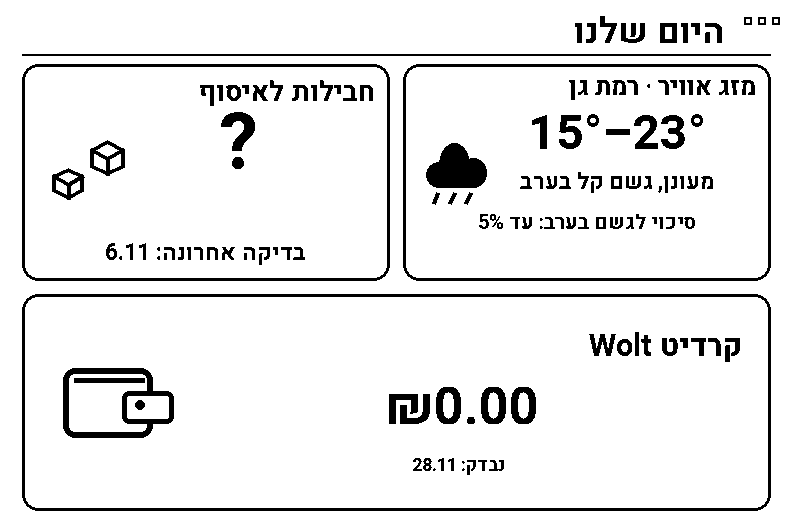 היום שלנו
מזג אוויר · רמת גן
15°–23°
מעונן, גשם קל בערב
סיכוי לגשם בערב: עד 5%
חבילות לאיסוף
?
בדיקה אחרונה: 6.11
קרדיט Wolt
₪0.00
נבדק: 28.11